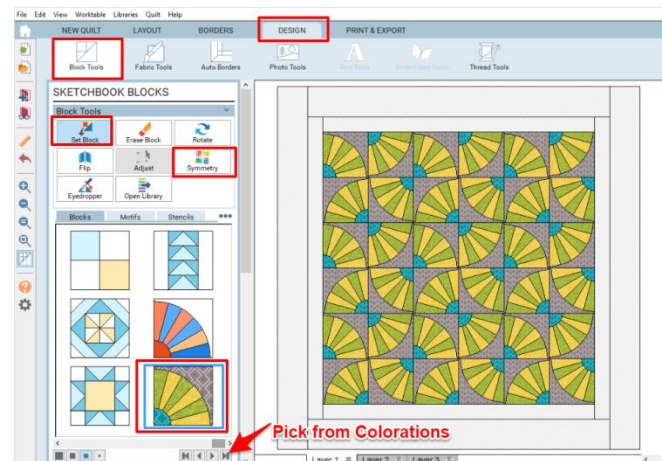 File Edit View Worktable Libraries Quilt Help
NEW QUILT LAYOUT BORDERS DESIGN PRINT & EXPORT
Block Tools Fabric Tools Auto Borders Photo Tools Text Tools Embroidery Tools Thread Tools
SKETCHBOOK BLOCKS
Block Tools
Set Block Erase Block Rotate
Flip Adjust Symmetry
Eyedropper Open Library
Blocks Motifs Stencils
Pick from Colorations
Layer 1 Layer 2 Layer 3